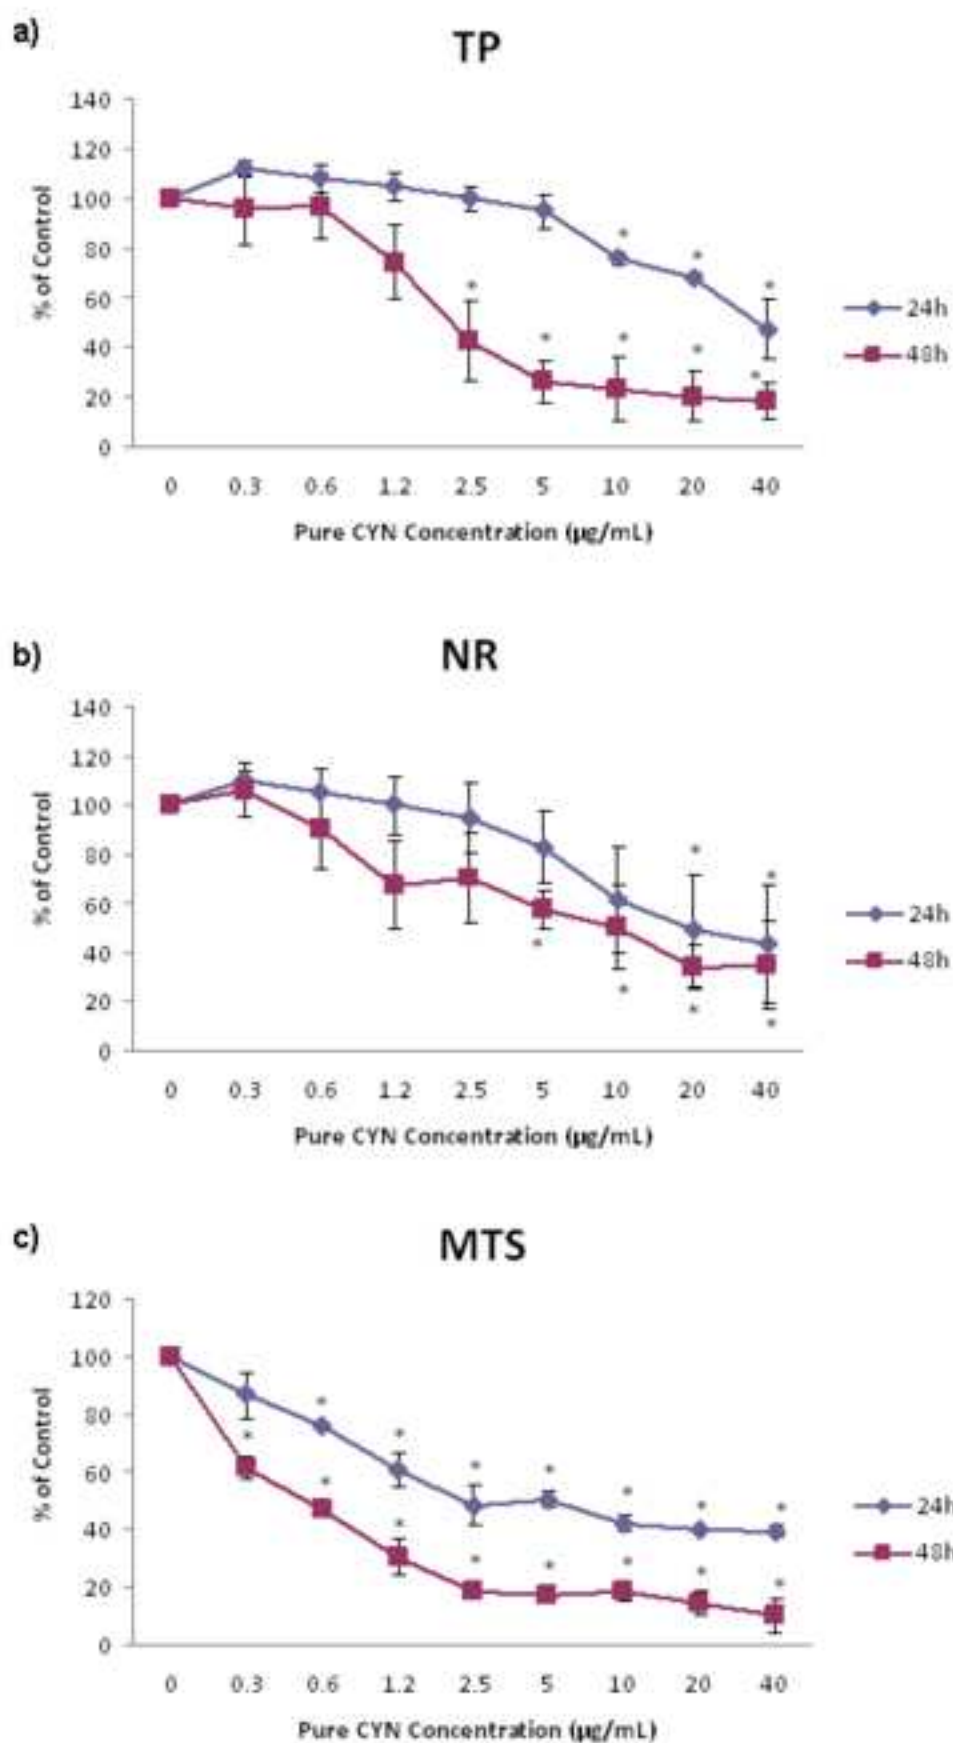 a)
TP
140
120
100
80
60
40
20
0
% of Control
0 0.3 0.6 1.2 2.5 5 10 20 40
Pure CYN Concentration (µg/mL)
24h
48h
b)
NR
140
120
100
80
60
40
20
0
% of Control
0 0.3 0.6 1.2 2.5 5 10 20 40
Pure CYN Concentration (µg/mL)
24h
48h
c)
MTS
120
100
80
60
40
20
0
% of Control
0 0.3 0.6 1.2 2.5 5 10 20 40
Pure CYN Concentration (µg/mL)
24h
48h